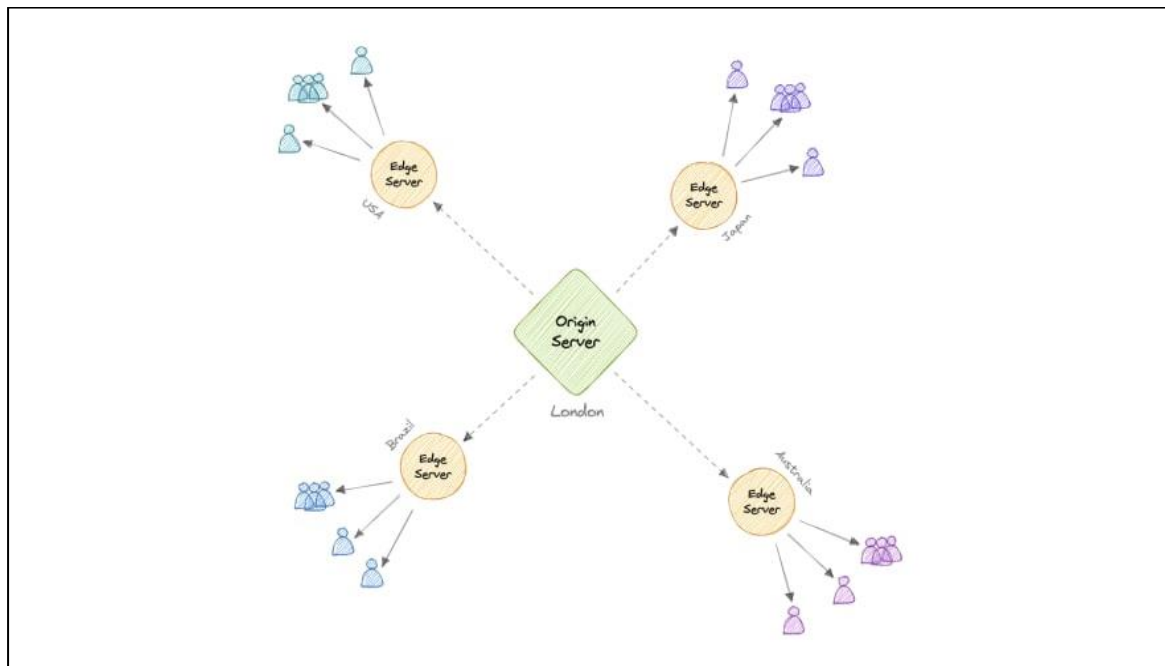 Edge
Server
USA
Edge
Server
Japan
Origin
Server
London
Brazil
Edge
Server
Australia
Edge
Server